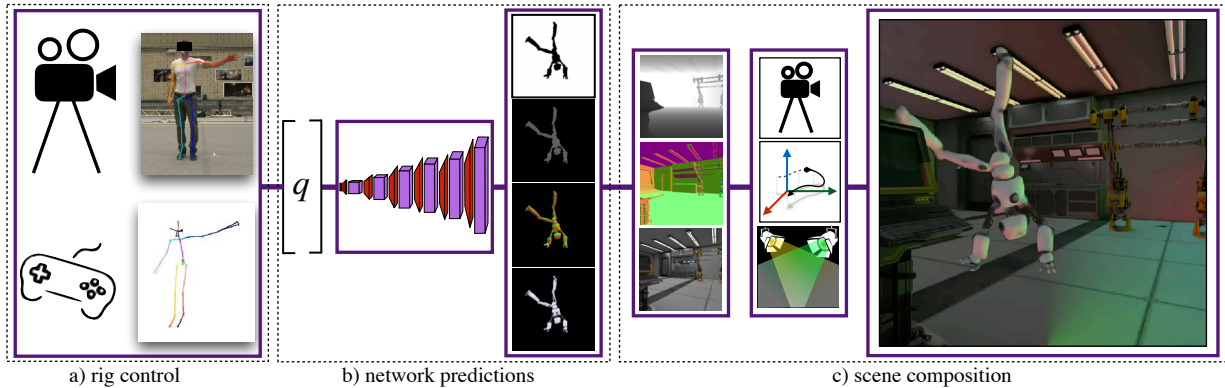 q
a) rig control
b) network predictions
c) scene composition